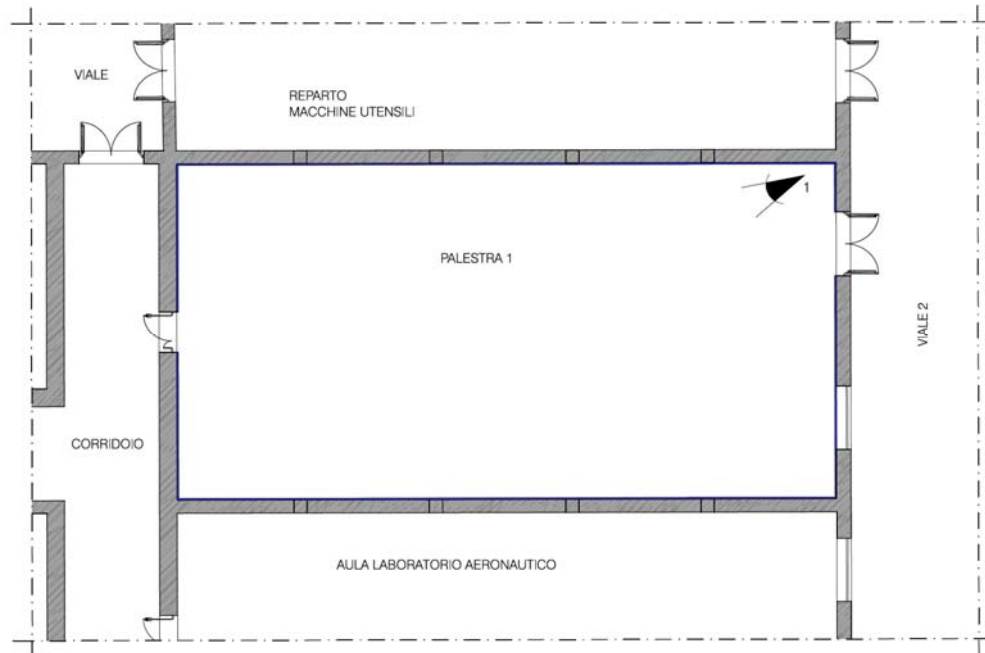 VIALE
REPARTO
MACCHINE UTENSILI
1
PALESTRA 1
VIALE 2
CORRIDOIO
AULA LABORATORIO AERONAUTICO